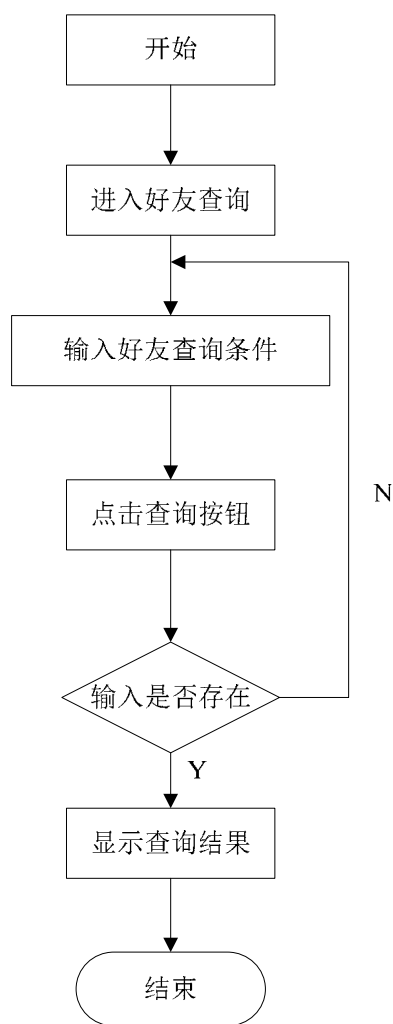 开始
进入好友查询
输入好友查询条件
点击查询按钮
N
输入是否存在
Y
显示查询结果
结束